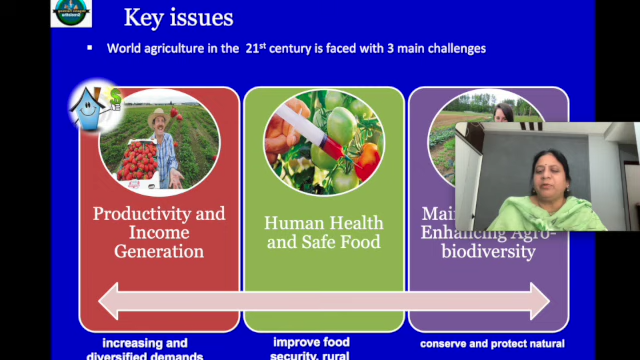 Key issues
▪ World agriculture in the 21st century is faced with 3 main challenges
Productivity and
Income
Generation
Human Health
and Safe Food
Enhancing Agro-
biodiversity
increasing and
diversified demands
improve food
security, rural
conserve and protect natural